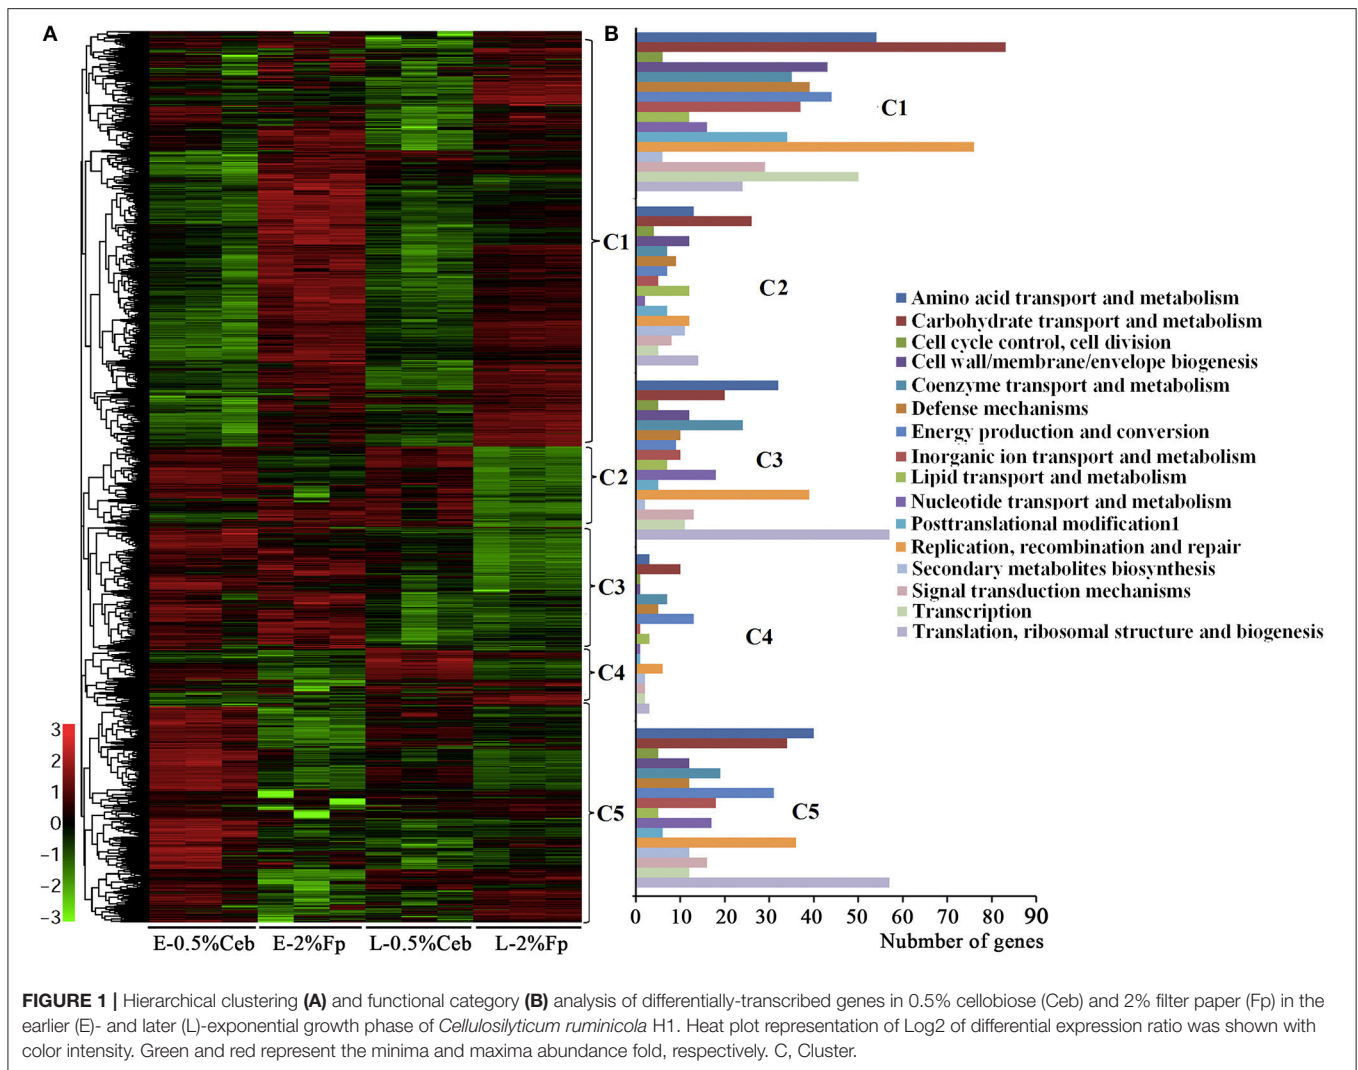 A
B
C1
C2
C3
C4
C5
3
2
1
0
−1
−2
−3
E-0.5%Ceb
E-2%Fp
L-0.5%Ceb
L-2%Fp
C1
C2
C3
C4
C5
Amino acid transport and metabolism
Carbohydrate transport and metabolism
Cell cycle control, cell division
Cell wall/membrane/envelope biogenesis
Coenzyme transport and metabolism
Defense mechanisms
Energy production and conversion
Inorganic ion transport and metabolism
Lipid transport and metabolism
Nucleotide transport and metabolism
Posttranslational modification1
Replication, recombination and repair
Secondary metabolites biosynthesis
Signal transduction mechanisms
Transcription
Translation, ribosomal structure and biogenesis
0 10 20 30 40 50 60 70 80 90
Nubmber of genes
FIGURE 1 | Hierarchical clustering (A) and functional category (B) analysis of differentially-transcribed genes in 0.5% cellobiose (Ceb) and 2% filter paper (Fp) in the
earlier (E)- and later (L)-exponential growth phase of Cellulosilyticum ruminicola H1. Heat plot representation of Log2 of differential expression ratio was shown with
color intensity. Green and red represent the minima and maxima abundance fold, respectively. C, Cluster.